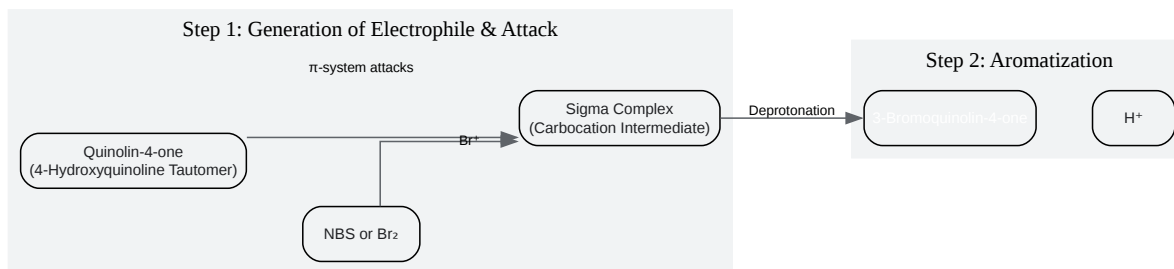 Step 1: Generation of Electrophile & Attack
π-system attacks
Quinolin-4-one
(4-Hydroxyquinoline Tautomer)
NBS or Br₂
Br⁺
Sigma Complex
(Carbocation Intermediate)
Deprotonation
Step 2: Aromatization
3-Bromoquinolin-4-one
H⁺